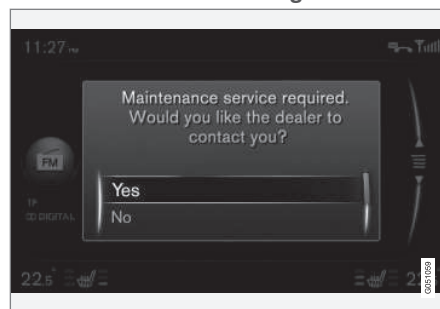 11:27 PM
Maintenance service required.
Would you like the dealer to
contact you?
FM
Yes
TP
No
DIGITAL
22.5°
G051059